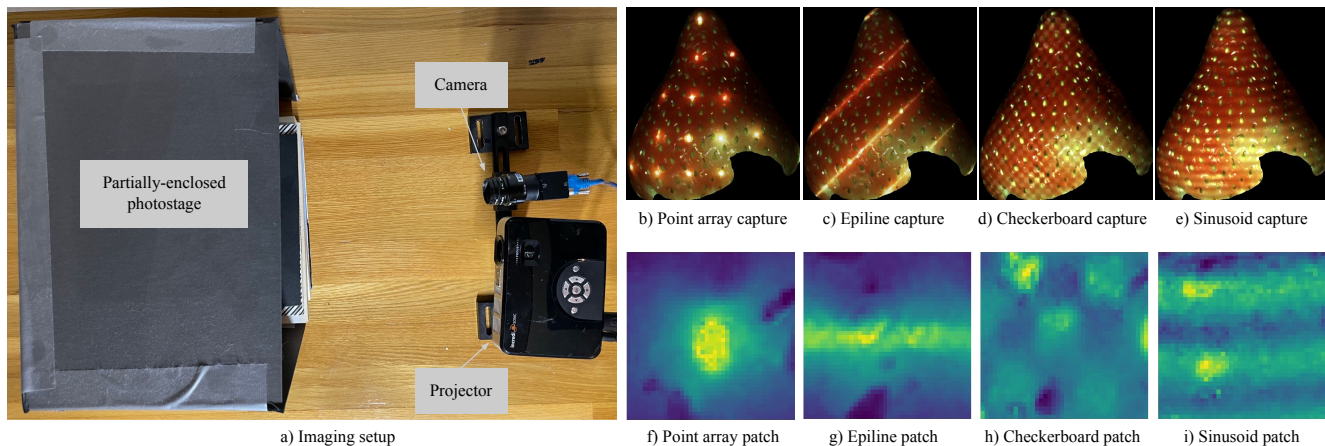 Camera
Partially-enclosed
photostage
Projector
a) Imaging setup
b) Point array capture
c) Epiline capture
d) Checkerboard capture
e) Sinusoid capture
f) Point array patch
g) Epiline patch
h) Checkerboard patch
i) Sinusoid patch